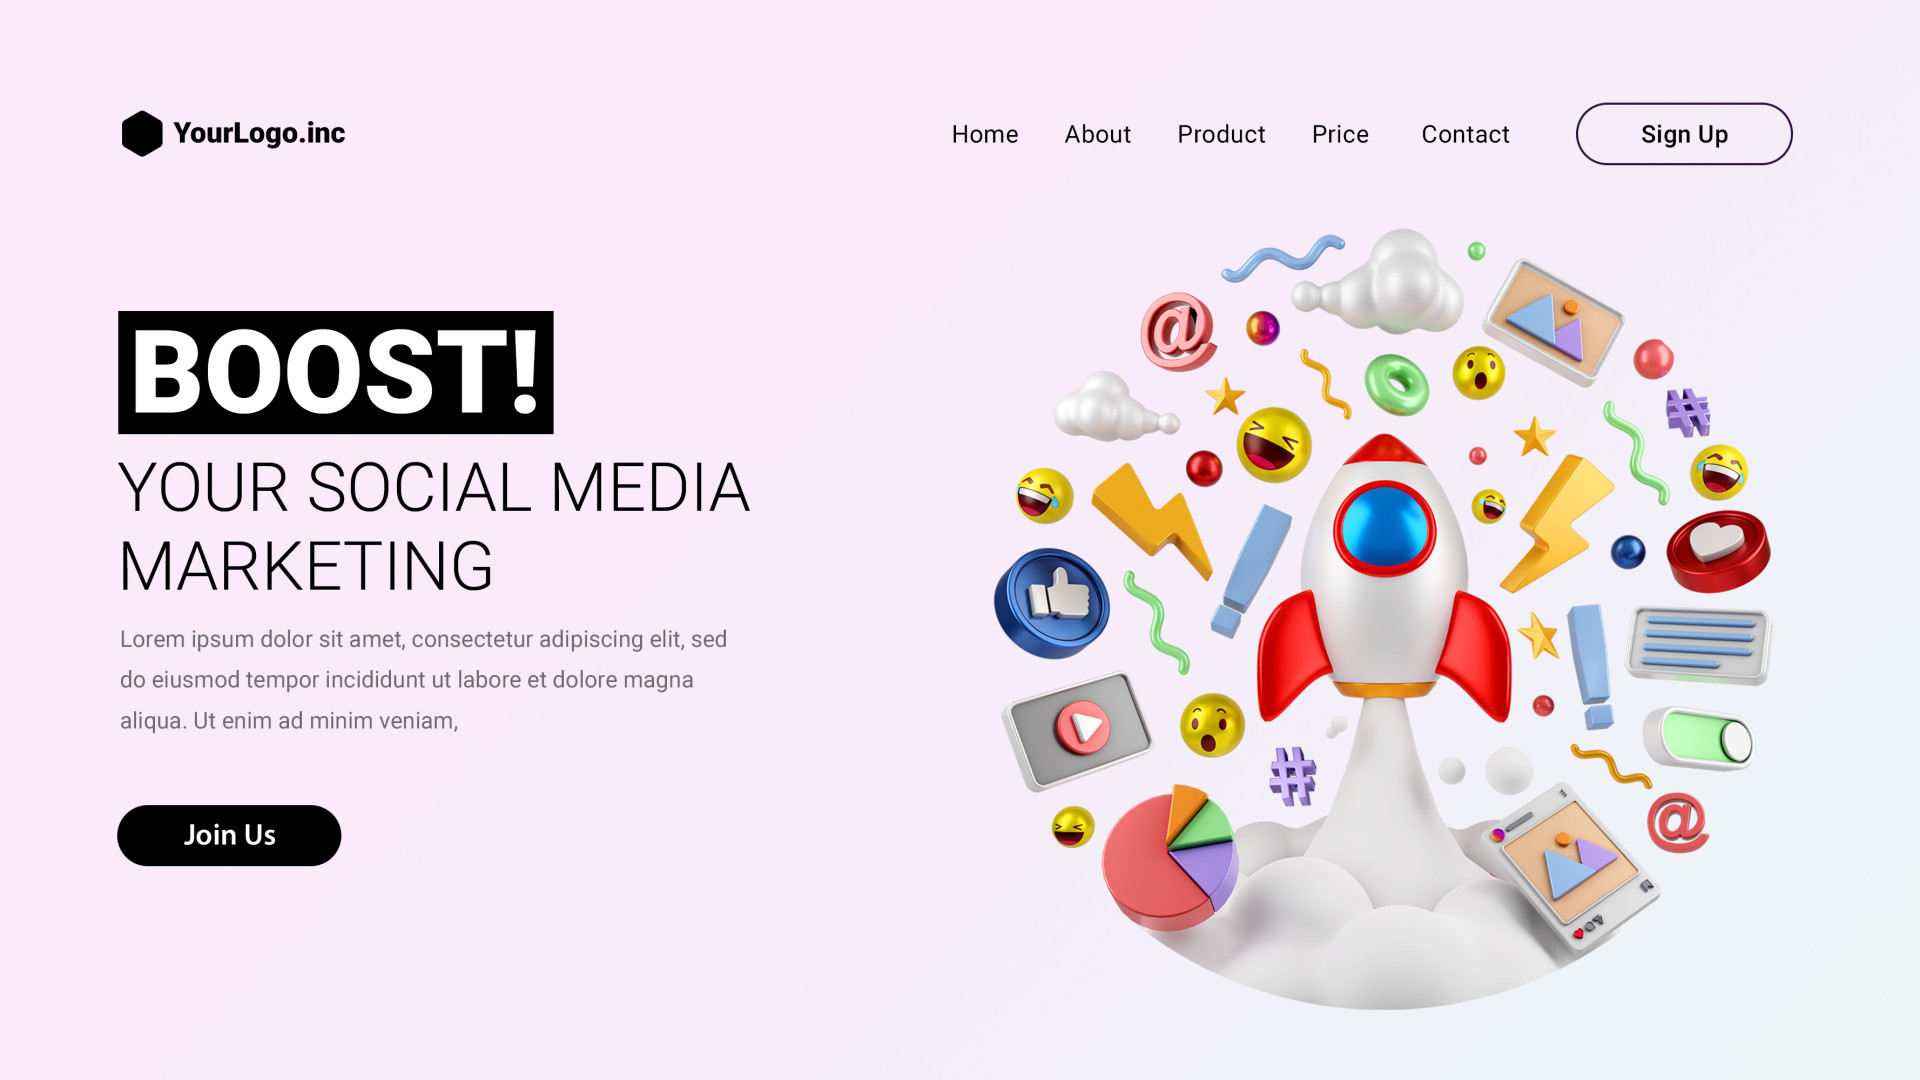 YourLogo.inc
Home About Product Price Contact Sign Up
BOOST!
YOUR SOCIAL MEDIA
MARKETING
Lorem ipsum dolor sit amet, consectetur adipiscing elit, sed
do eiusmod tempor incididunt ut labore et dolore magna
aliqua. Ut enim ad minim veniam,
Join Us
@
#
#
@